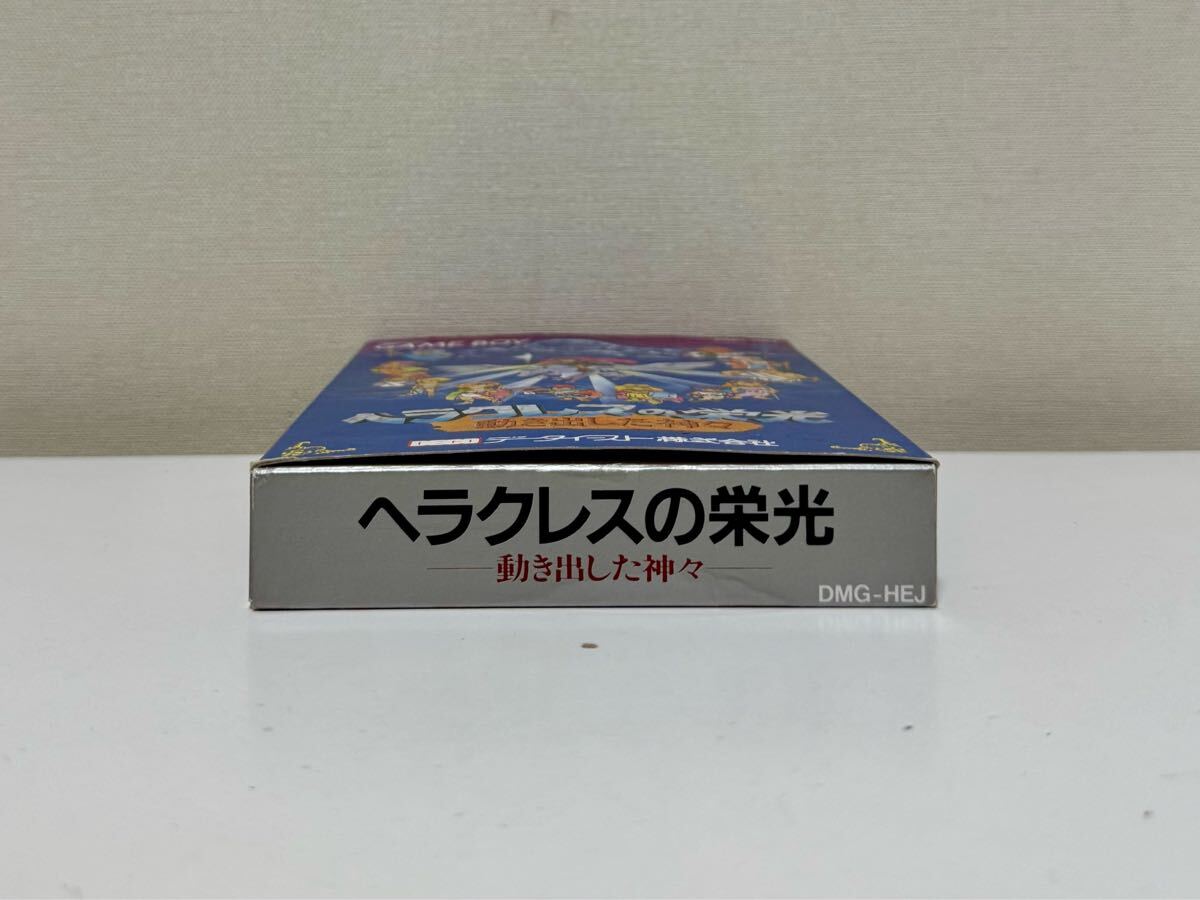 GAME BOY
ヘラクレスの栄光
動き出した神々
データイースト株式会社
ヘラクレスの栄光
動き出した神々
DMG-HEJ